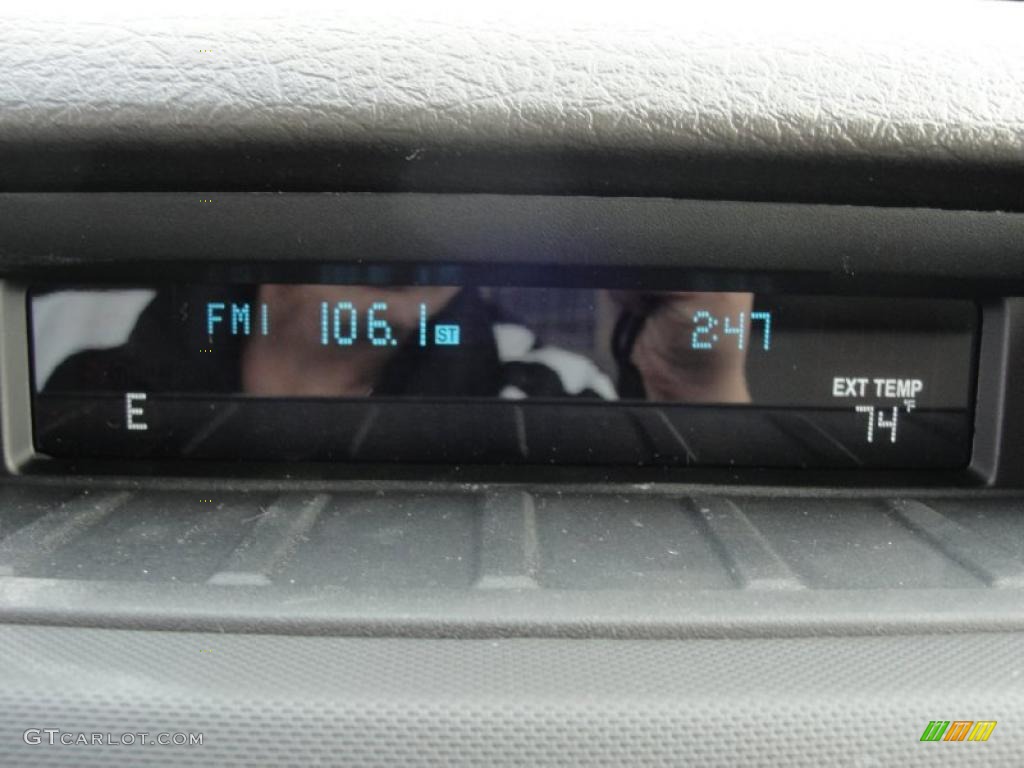 FM1 106.1 ST 2:47
EXT TEMP
E 74°F
GTCARLOT.COM